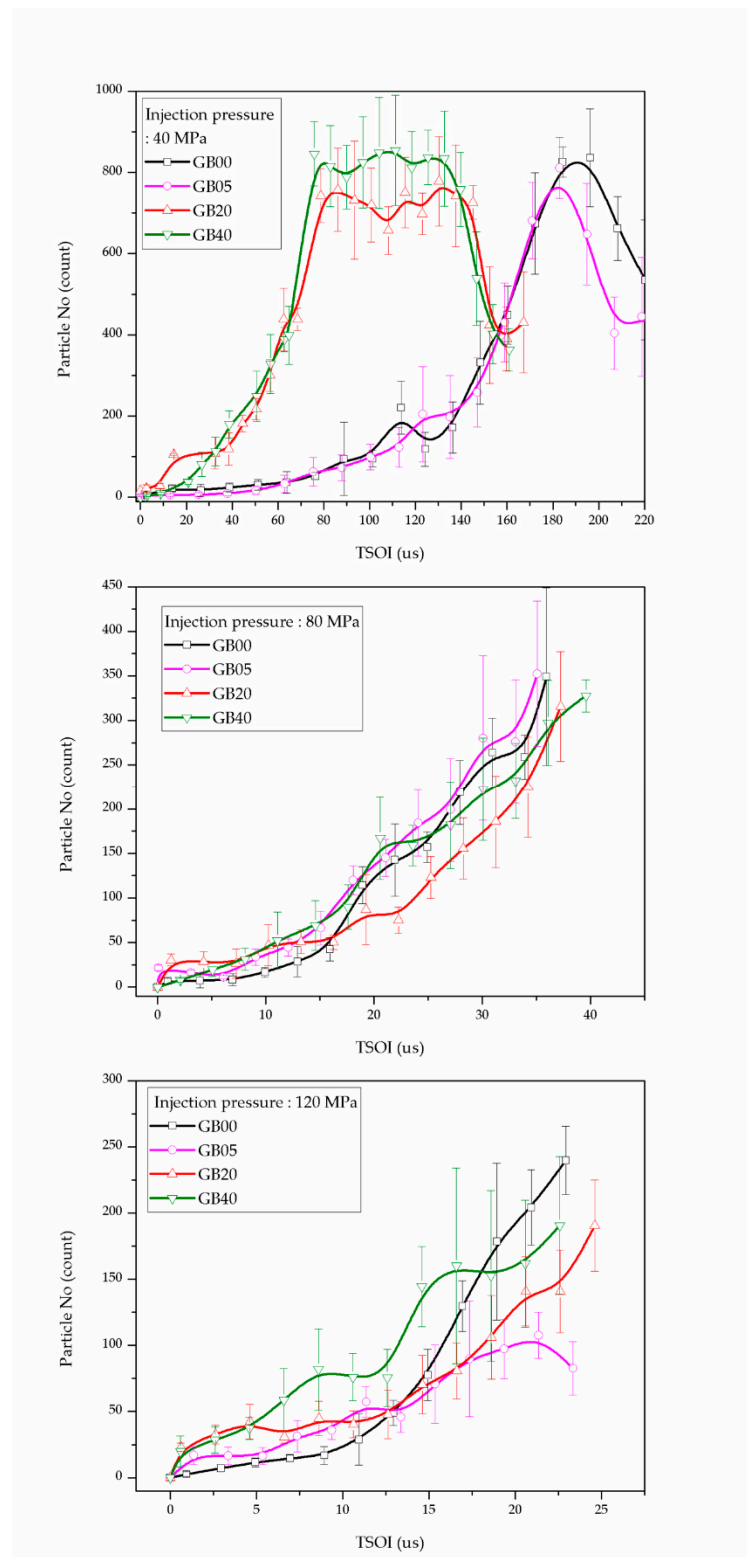 1000
800
600
400
200
0
Particle No (count)
Injection pressure
: 40 MPa
GB00
GB05
GB20
GB40
0 20 40 60 80 100 120 140 160 180 200 220
TSOI (us)
450
400
350
300
250
200
150
100
50
0
Particle No (count)
Injection pressure : 80 MPa
GB00
GB05
GB20
GB40
0 10 20 30 40
TSOI (us)
300
250
200
150
100
50
0
Particle No (count)
Injection pressure : 120 MPa
GB00
GB05
GB20
GB40
0 5 10 15 20 25
TSOI (us)